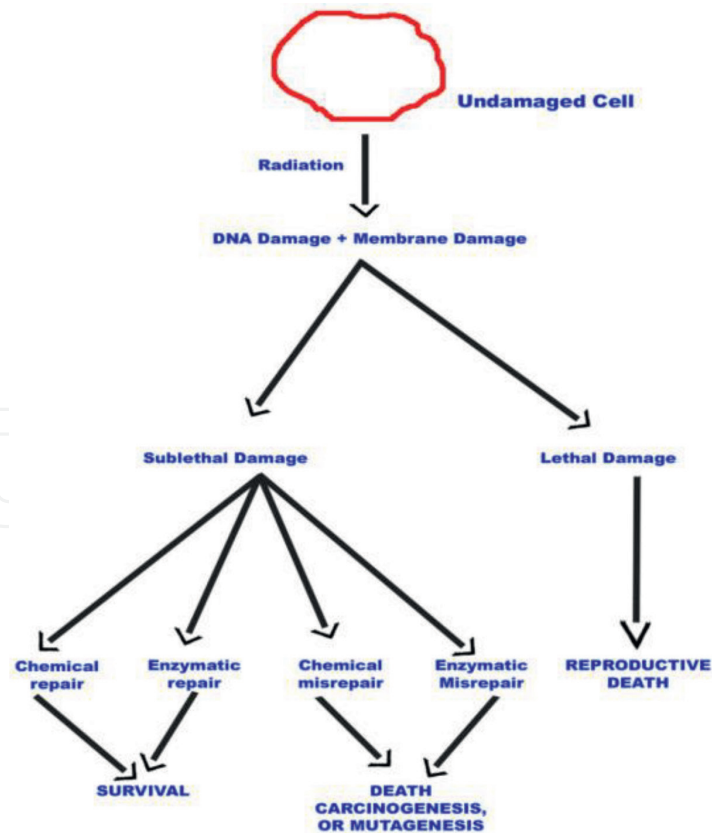 Undamaged Cell
Radiation
DNA Damage + Membrane Damage
Sublethal Damage
Lethal Damage
Chemical
repair
Enzymatic
repair
Chemical
misrepair
Enzymatic
Misrepair
REPRODUCTIVE
DEATH
SURVIVAL
DEATH
CARCINOGENESIS,
OR MUTAGENESIS